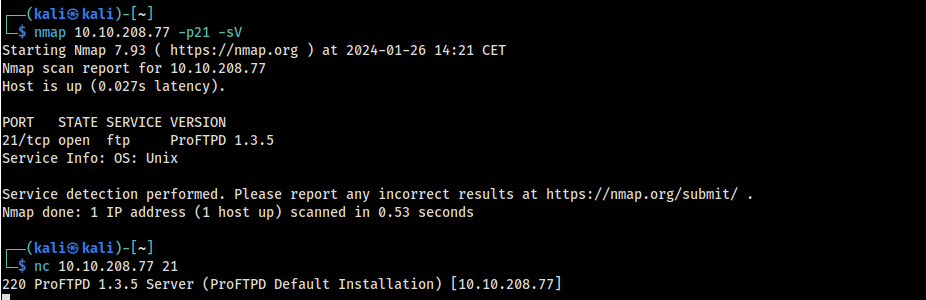 ┌──(kali㉿kali)-[~]
└─$ nmap 10.10.208.77 -p21 -sV
Starting Nmap 7.93 ( https://nmap.org ) at 2024-01-26 14:21 CET
Nmap scan report for 10.10.208.77
Host is up (0.027s latency).
PORT   STATE SERVICE VERSION
21/tcp open  ftp     ProFTPD 1.3.5
Service Info: OS: Unix
Service detection performed. Please report any incorrect results at https://nmap.org/submit/ .
Nmap done: 1 IP address (1 host up) scanned in 0.53 seconds
┌──(kali㉿kali)-[~]
└─$ nc 10.10.208.77 21
220 ProFTPD 1.3.5 Server (ProFTPD Default Installation) [10.10.208.77]